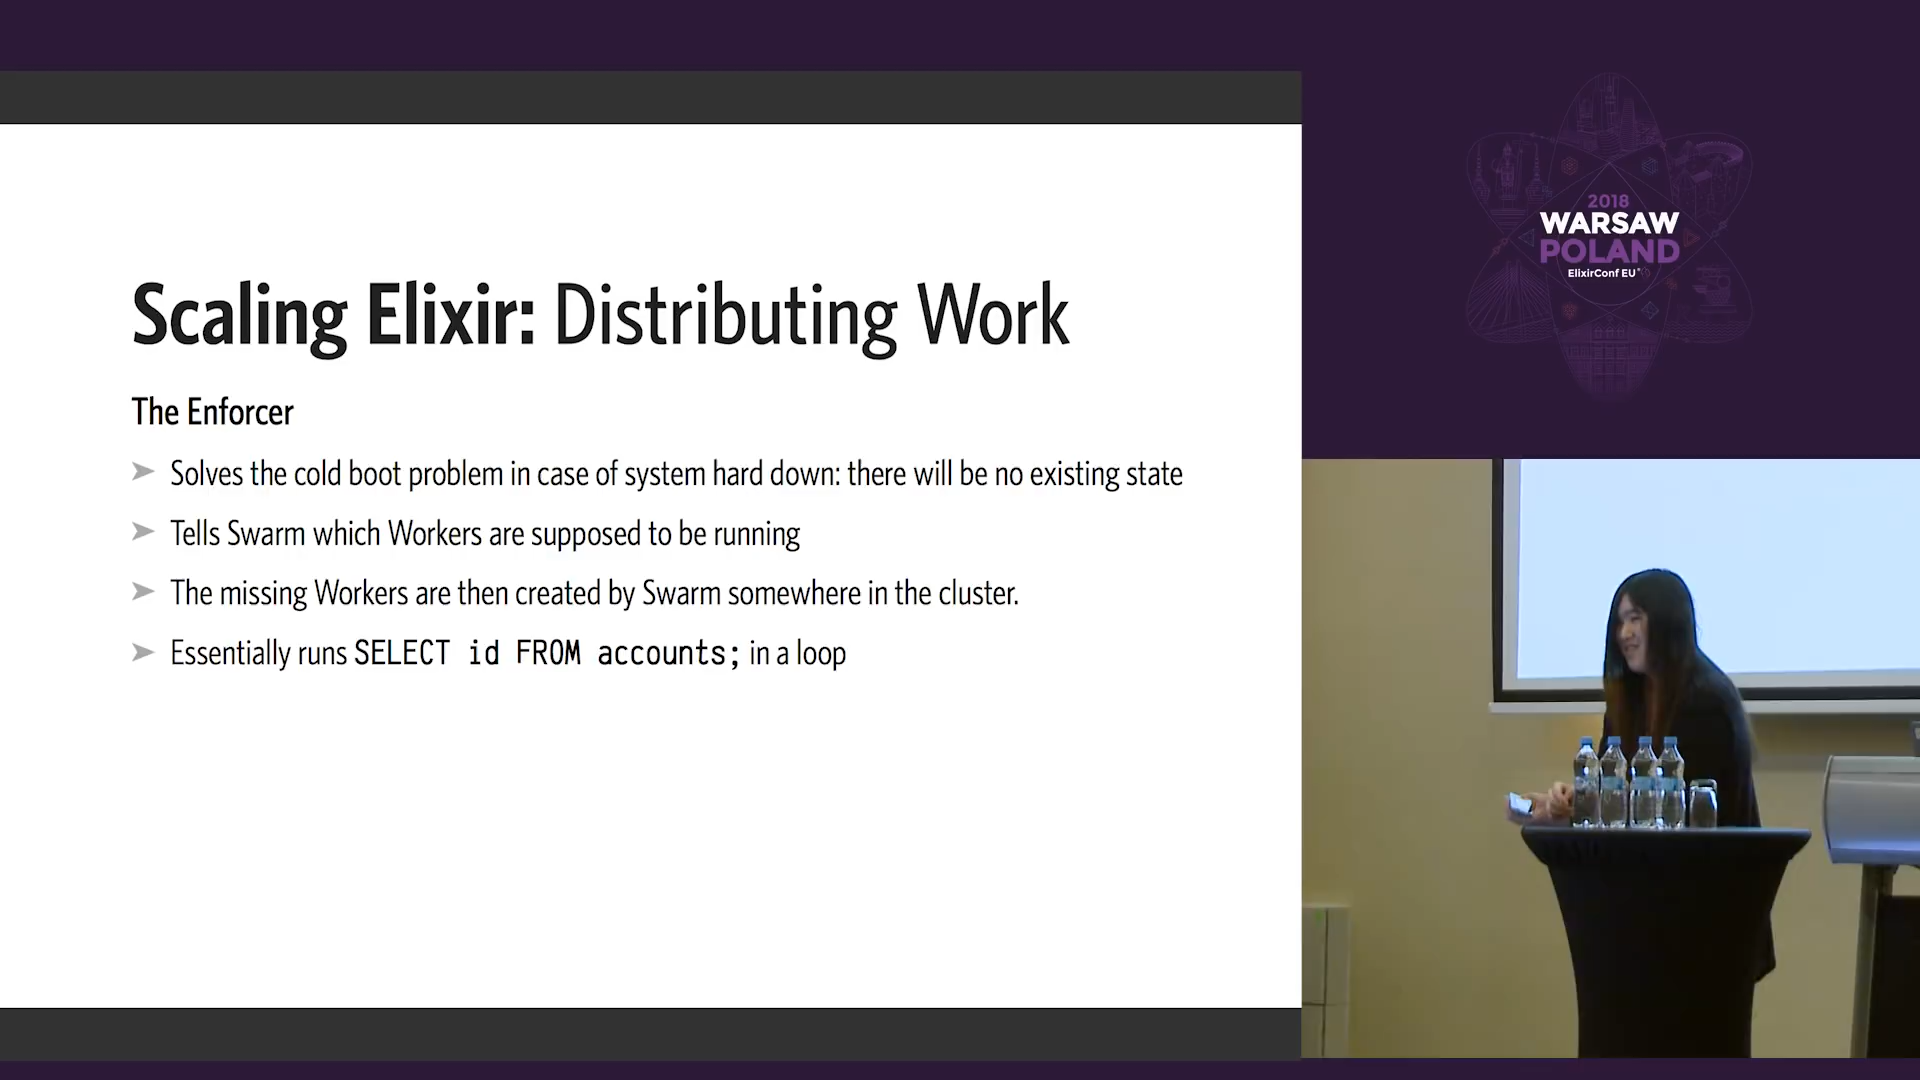 Scaling Elixir: Distributing Work
The Enforcer
Solves the cold boot problem in case of system hard down: there will be no existing state
Tells Swarm which Workers are supposed to be running
The missing Workers are then created by Swarm somewhere in the cluster.
Essentially runs SELECT id FROM accounts; in a loop
2018
WARSAW
POLAND
ElixirConf EU